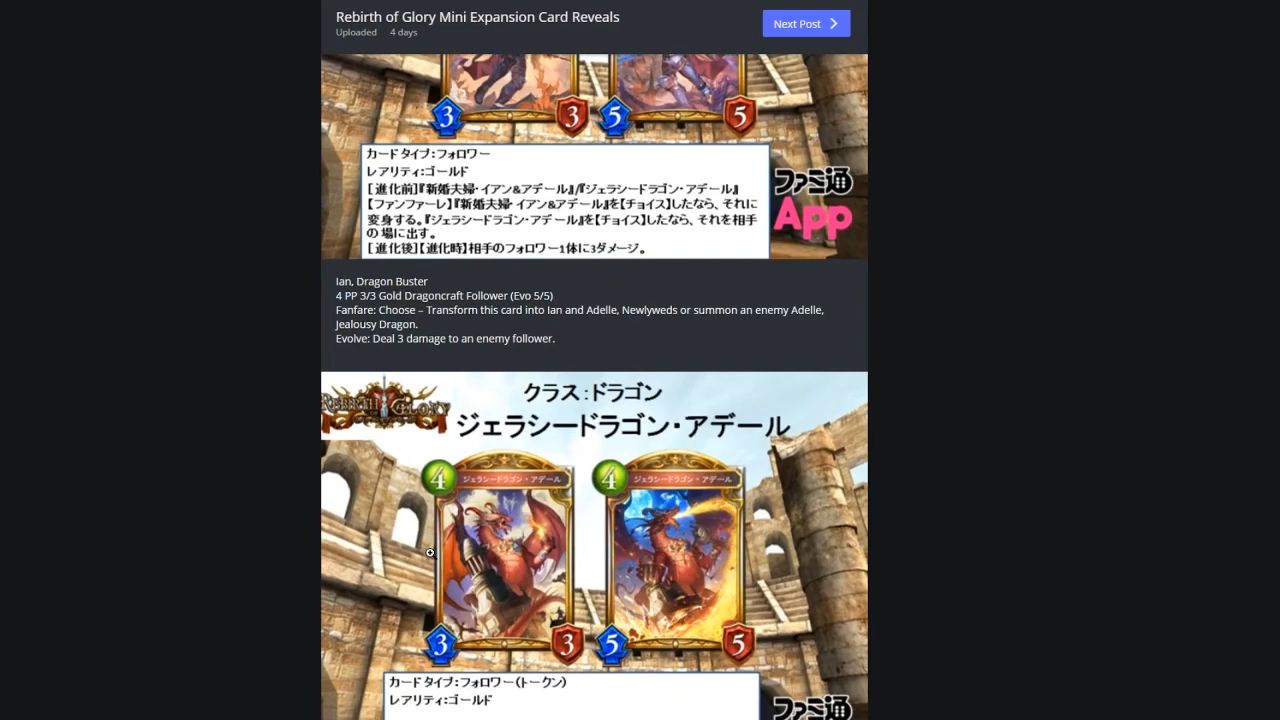 Rebirth of Glory Mini Expansion Card Reveals
Uploaded 4 days
Next Post
3 3 5 5
カードタイプ:フォロワー
レアリティ:ゴールド
[進化前]『新婚夫婦・イアン&アデール』/『ジェラシードラゴン・アデール』
【ファンファーレ】『新婚夫婦・イアン&アデール』を【チョイス】したなら、それに
変身する。『ジェラシードラゴン・アデール』を【チョイス】したなら、それを相手
の場に出す。
[進化後]【進化時】相手のフォロワー1体に3ダメージ。
ファミ通
App
Ian, Dragon Buster
4 PP 3/3 Gold Dragoncraft Follower (Evo 5/5)
Fanfare: Choose – Transform this card into Ian and Adelle, Newlyweds or summon an enemy Adelle,
Jealousy Dragon.
Evolve: Deal 3 damage to an enemy follower.
REBIRTH OF GLORY
クラス:ドラゴン
ジェラシードラゴン・アデール
4 ジェラシードラゴン・アデール 4 ジェラシードラゴン・アデール
3 3 5 5
カードタイプ:フォロワー(トークン)
レアリティ:ゴールド
ファミ通